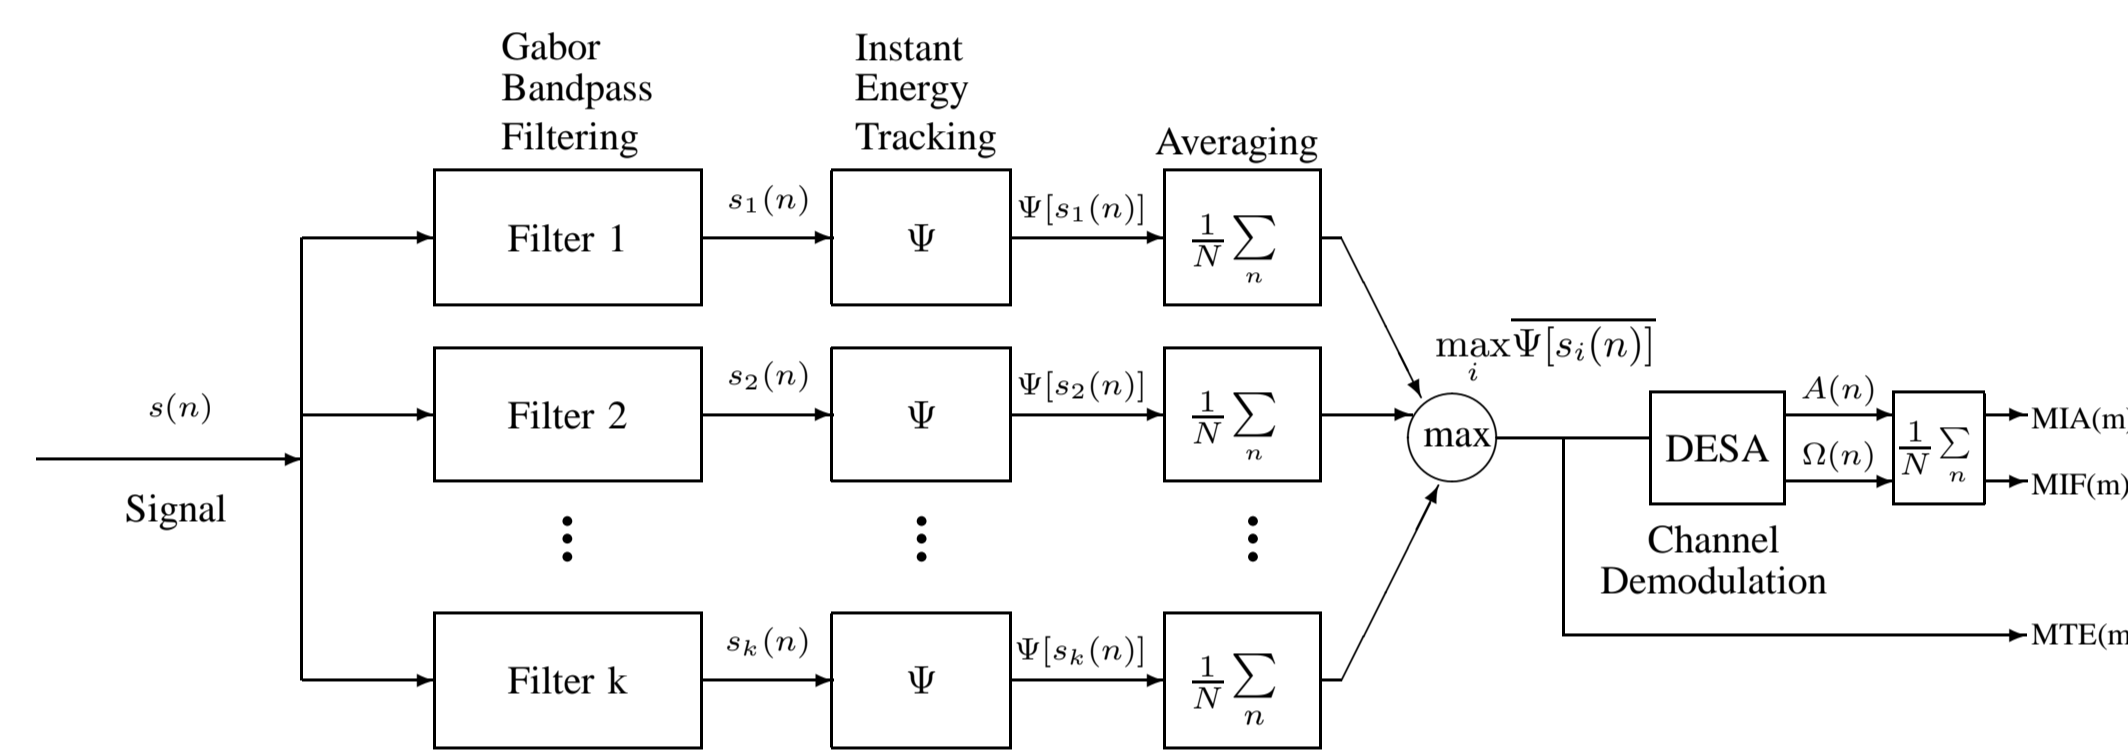 Gabor
Bandpass
Filtering
Instant
Energy
Tracking
Averaging
s₁(n)
Ψ[s₁(n)]
Filter 1
Ψ
1/N ∑ n
max i Ψ[sᵢ(n)]
s(n)
Signal
s₂(n)
Ψ[s₂(n)]
Filter 2
Ψ
1/N ∑ n
max
DESA
A(n)
Ω(n)
1/N ∑ n
MIA(m)
MIF(m)
Channel
Demodulation
MTE(m
sₖ(n)
Ψ[sₖ(n)]
Filter k
Ψ
1/N ∑ n